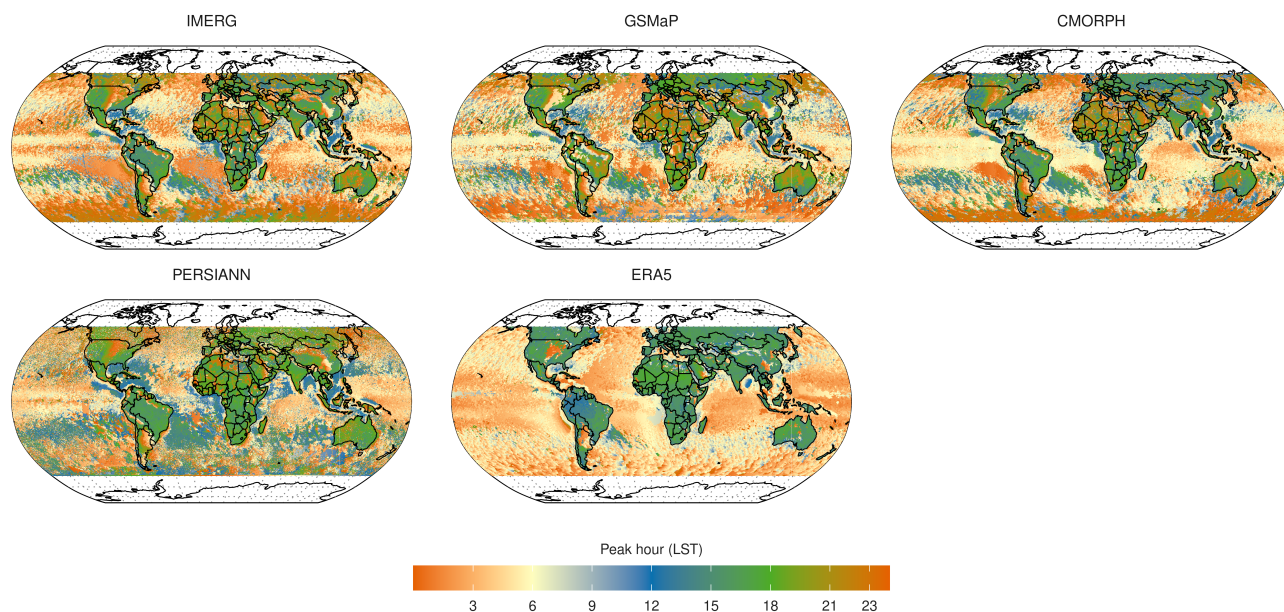 IMERG
GSMaP
CMORPH
PERSIANN
ERA5
Peak hour (LST)
3 6 9 12 15 18 21 23